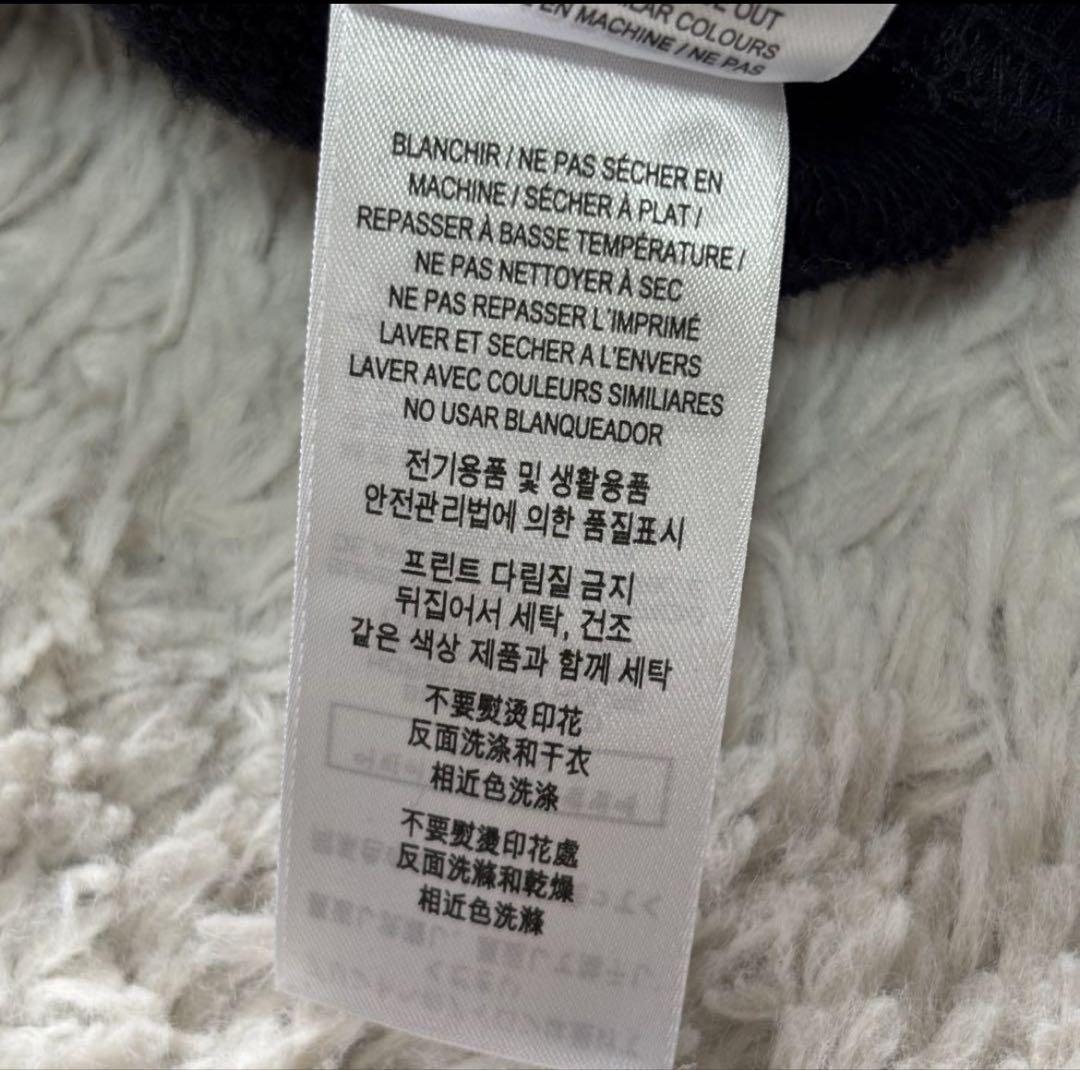 OUT
COLOURS
EN MACHINE / NE PAS
BLANCHIR / NE PAS SÉCHER EN
MACHINE / SÉCHER À PLAT /
REPASSER À BASSE TEMPÉRATURE /
NE PAS NETTOYER À SEC
NE PAS REPASSER L'IMPRIMÉ
LAVER ET SECHER A L'ENVERS
LAVER AVEC COULEURS SIMILIARES
NO USAR BLANQUEADOR
전기용품 및 생활용품
안전관리법에 의한 품질표시
프린트 다림질 금지
뒤집어서 세탁, 건조
같은 색상 제품과 함께 세탁
不要熨烫印花
反面洗涤和干衣
相近色洗涤
不要熨燙印花處
反面洗滌和乾燥
相近色洗滌